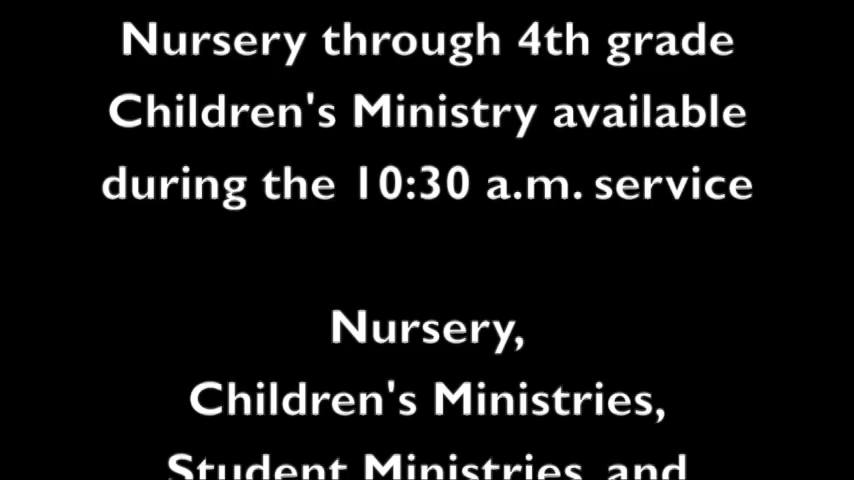 Nursery through 4th grade
Children's Ministry available
during the 10:30 a.m. service
Nursery,
Children's Ministries,
Student Ministries, and